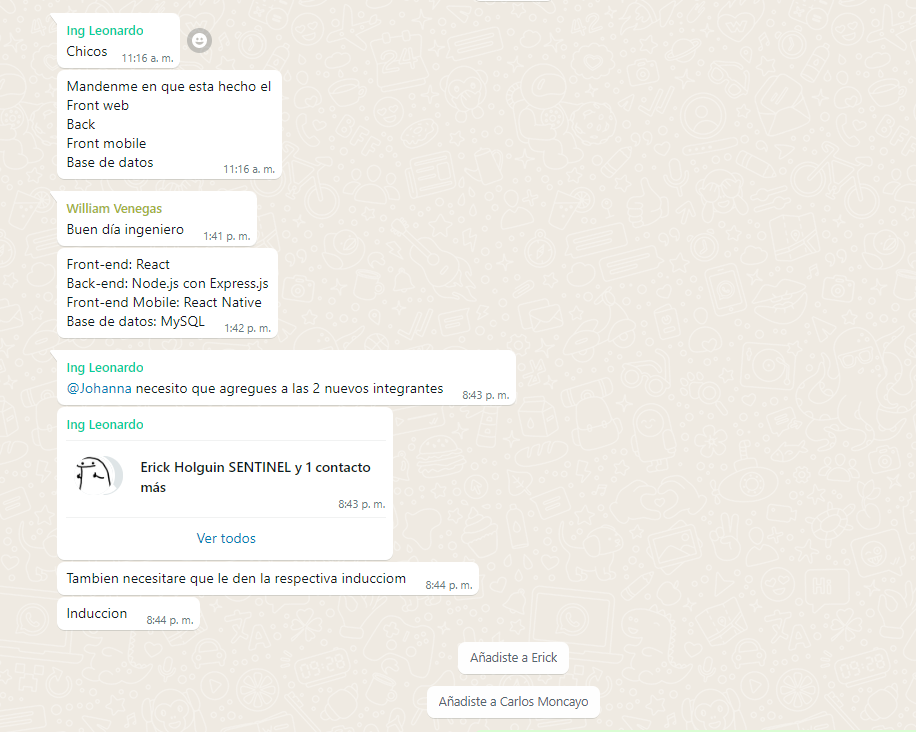 Ing Leonardo
Chicos
11:16 a. m.
Mandenme en que esta hecho el
Front web
Back
Front mobile
Base de datos
11:16 a. m.
William Venegas
Buen día ingeniero
1:41 p. m.
Front-end: React
Back-end: Node.js con Express.js
Front-end Mobile: React Native
Base de datos: MySQL
1:42 p. m.
Ing Leonardo
@Johanna necesito que agregues a las 2 nuevos integrantes
8:43 p. m.
Ing Leonardo
Erick Holguin SENTINEL y 1 contacto
más
8:43 p. m.
Ver todos
Tambien necesitare que le den la respectiva inducciom
8:44 p. m.
Induccion
8:44 p. m.
Añadiste a Erick
Añadiste a Carlos Moncayo